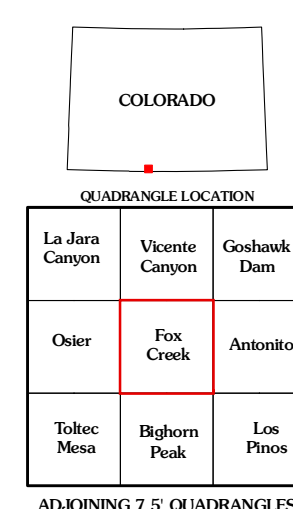 COLORADO
QUADRANGLE LOCATION
La Jara
Canyon
Vicente
Canyon
Goshawk
Dam
Osier
Fox
Creek
Antonito
Toltec
Mesa
Bighorn
Peak
Los
Pinos
ADJOINING 7.5' QUADRANGLES